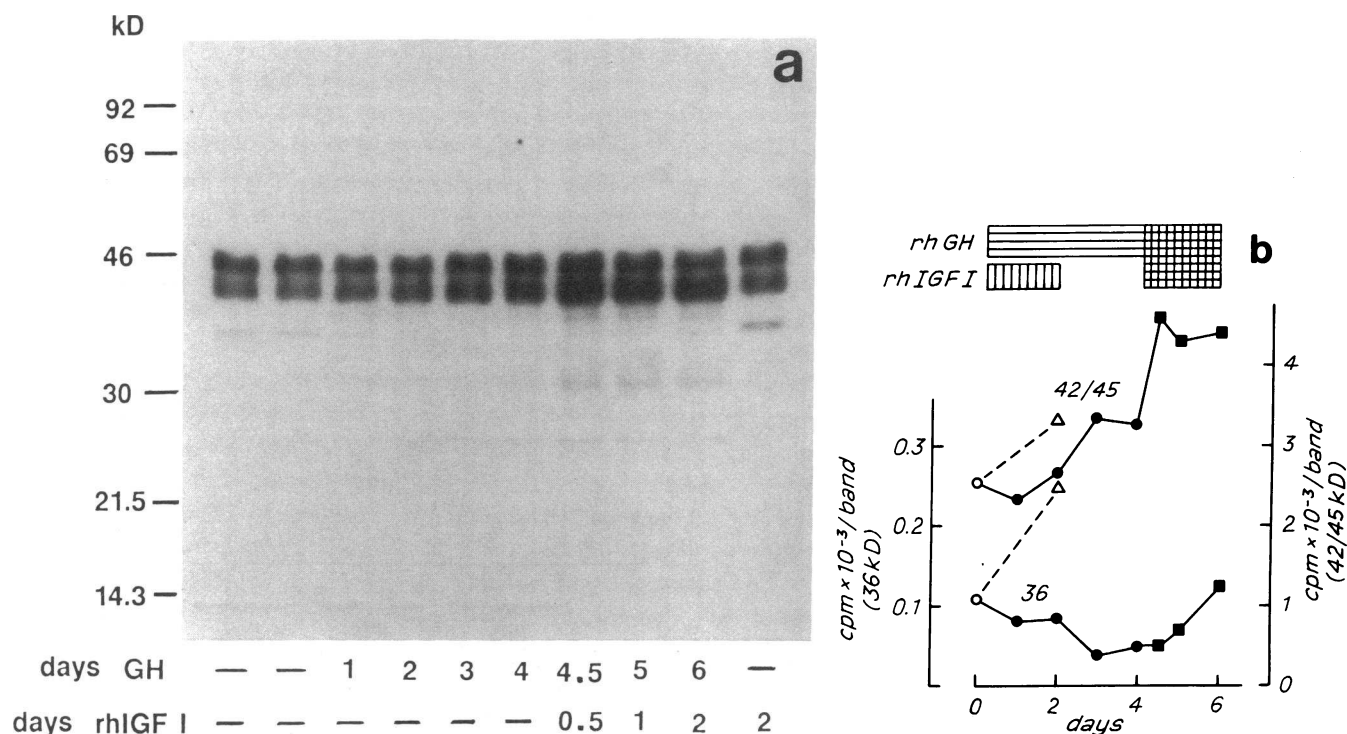 kD
a
92
69
46
30
21.5
14.3
days GH — — 1 2 3 4 4.5 5 6 —
days rhIGF I — — — — — — 0.5 1 2 2
rh GH
rh IGF I
b
42/45
36
0.3
0.2
0.1
cpm × 10⁻³/band
(36 kD)
4
3
2
1
0
cpm × 10⁻³/band
(42/45 kD)
0 2 4 6
days